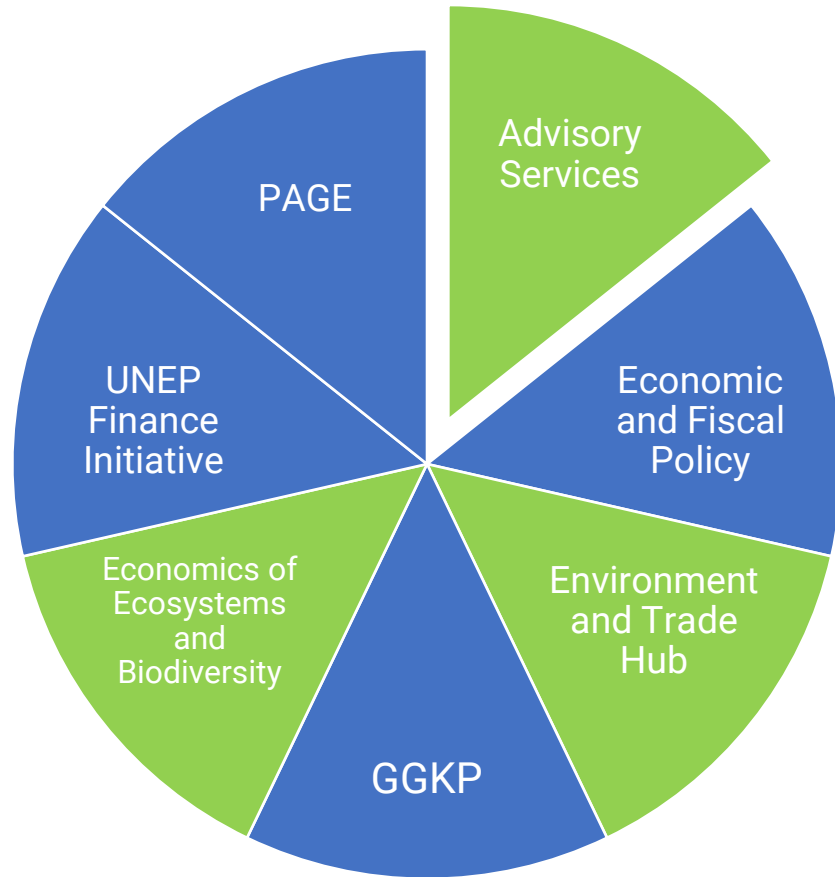 Advisory
Services
Economic
and Fiscal
Policy
Environment
and Trade
Hub
GGKP
Economics of
Ecosystems
and
Biodiversity
UNEP
Finance
Initiative
PAGE